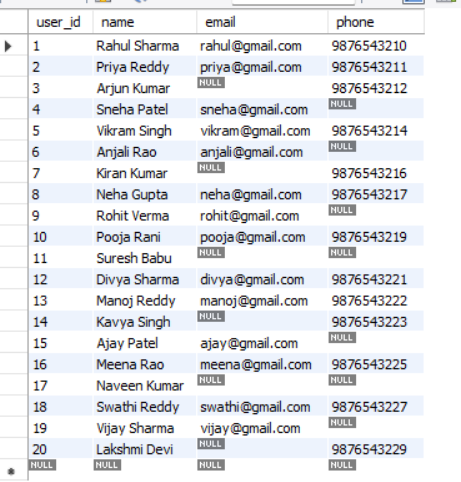 user_id name email phone
1 Rahul Sharma rahul@gmail.com 9876543210
2 Priya Reddy priya@gmail.com 9876543211
3 Arjun Kumar NULL 9876543212
4 Sneha Patel sneha@gmail.com NULL
5 Vikram Singh vikram@gmail.com 9876543214
6 Anjali Rao anjali@gmail.com NULL
7 Kiran Kumar NULL 9876543216
8 Neha Gupta neha@gmail.com 9876543217
9 Rohit Verma rohit@gmail.com NULL
10 Pooja Rani pooja@gmail.com 9876543219
11 Suresh Babu NULL NULL
12 Divya Sharma divya@gmail.com 9876543221
13 Manoj Reddy manoj@gmail.com 9876543222
14 Kavya Singh NULL 9876543223
15 Ajay Patel ajay@gmail.com NULL
16 Meena Rao meena@gmail.com 9876543225
17 Naveen Kumar NULL NULL
18 Swathi Reddy swathi@gmail.com 9876543227
19 Vijay Sharma vijay@gmail.com NULL
20 Lakshmi Devi NULL 9876543229
NULL NULL NULL NULL